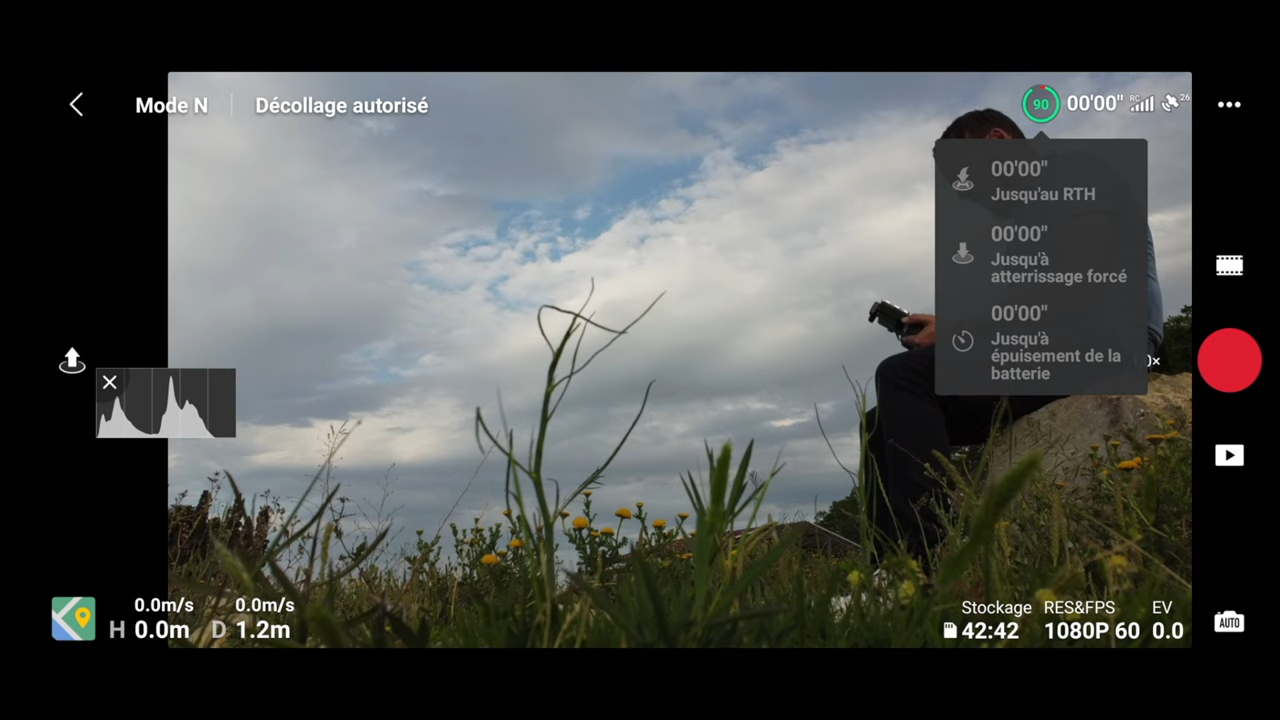 Mode N
Décollage autorisé
90
00'00"
RC
26
00'00"
Jusqu'au RTH
00'00"
Jusqu'à
atterrissage forcé
00'00"
Jusqu'à
épuisement de la
batterie
0.0m/s
0.0m/s
H 0.0m
D 1.2m
Stockage
RES&FPS
EV
42:42
1080P 60
0.0
AUTO